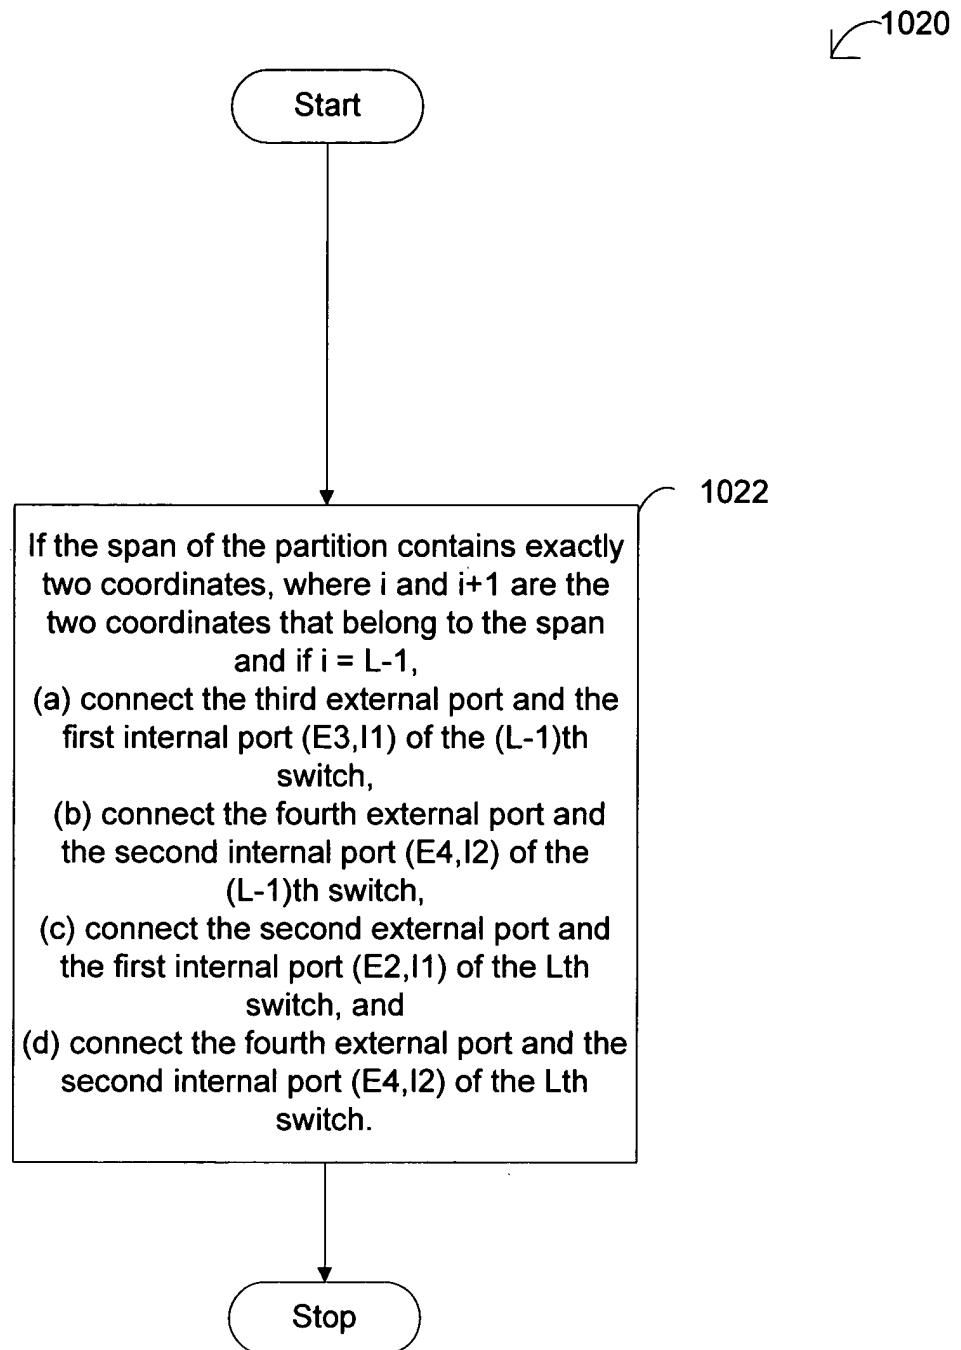 1020
Start
1022
If the span of the partition contains exactly
two coordinates, where i and i+1 are the
two coordinates that belong to the span
and if i = L-1,
(a) connect the third external port and the
first internal port (E3,I1) of the (L-1)th
switch,
(b) connect the fourth external port and
the second internal port (E4,I2) of the
(L-1)th switch,
(c) connect the second external port and
the first internal port (E2,I1) of the Lth
switch, and
(d) connect the fourth external port and the
second internal port (E4,I2) of the Lth
switch.
Stop